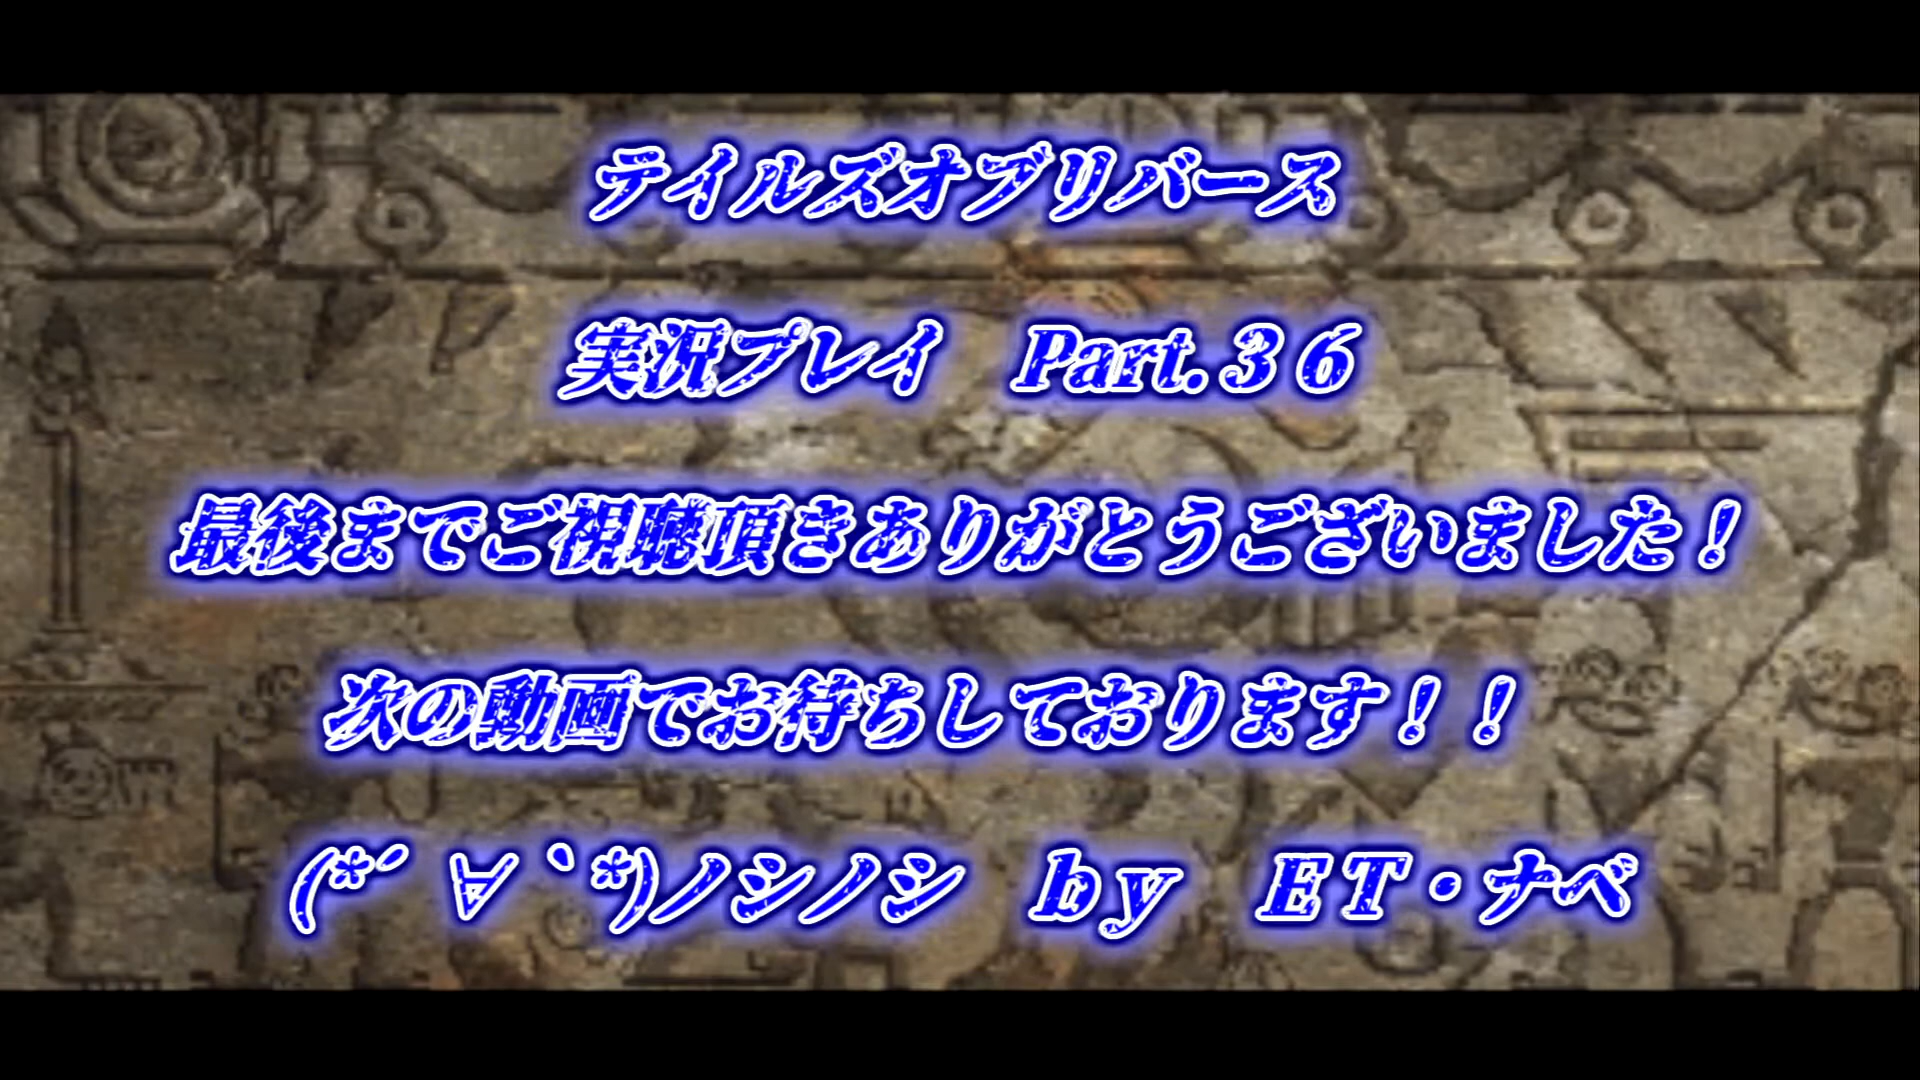 テイルズオブリバース
実況プレイ　Part.３６
最後までご視聴頂きありがとうございました！
次の動画でお待ちしております！！
(*´∀｀*)ノシノシ　ｂｙ　ＥＴ・ナベ